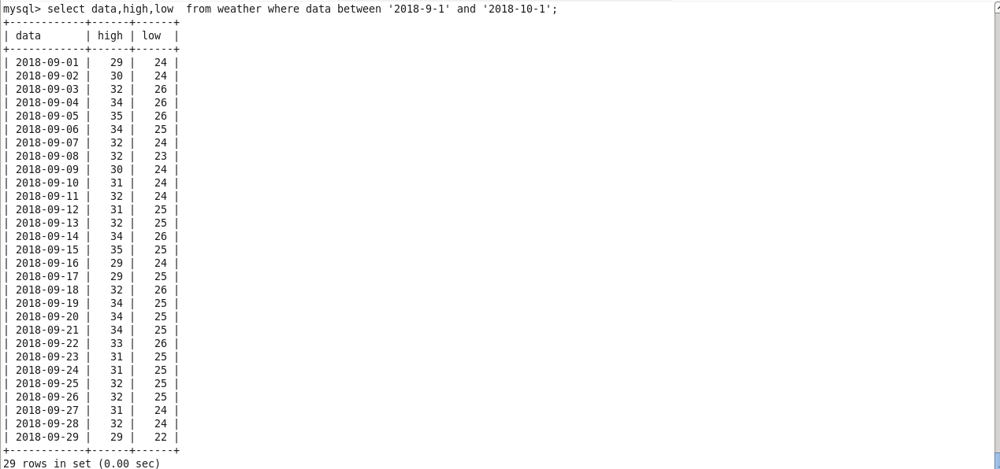 mysql> select data,high,low  from weather where data between '2018-9-1' and '2018-10-1';
+------------+------+------+
| data       | high | low  |
+------------+------+------+
| 2018-09-01 |   29 |   24 |
| 2018-09-02 |   30 |   24 |
| 2018-09-03 |   32 |   26 |
| 2018-09-04 |   34 |   26 |
| 2018-09-05 |   35 |   26 |
| 2018-09-06 |   34 |   25 |
| 2018-09-07 |   32 |   24 |
| 2018-09-08 |   32 |   23 |
| 2018-09-09 |   30 |   24 |
| 2018-09-10 |   31 |   24 |
| 2018-09-11 |   32 |   24 |
| 2018-09-12 |   31 |   25 |
| 2018-09-13 |   32 |   25 |
| 2018-09-14 |   34 |   26 |
| 2018-09-15 |   35 |   25 |
| 2018-09-16 |   29 |   24 |
| 2018-09-17 |   29 |   25 |
| 2018-09-18 |   32 |   26 |
| 2018-09-19 |   34 |   25 |
| 2018-09-20 |   34 |   25 |
| 2018-09-21 |   34 |   25 |
| 2018-09-22 |   33 |   26 |
| 2018-09-23 |   31 |   25 |
| 2018-09-24 |   31 |   25 |
| 2018-09-25 |   32 |   25 |
| 2018-09-26 |   32 |   25 |
| 2018-09-27 |   31 |   24 |
| 2018-09-28 |   32 |   24 |
| 2018-09-29 |   29 |   22 |
+------------+------+------+
29 rows in set (0.00 sec)